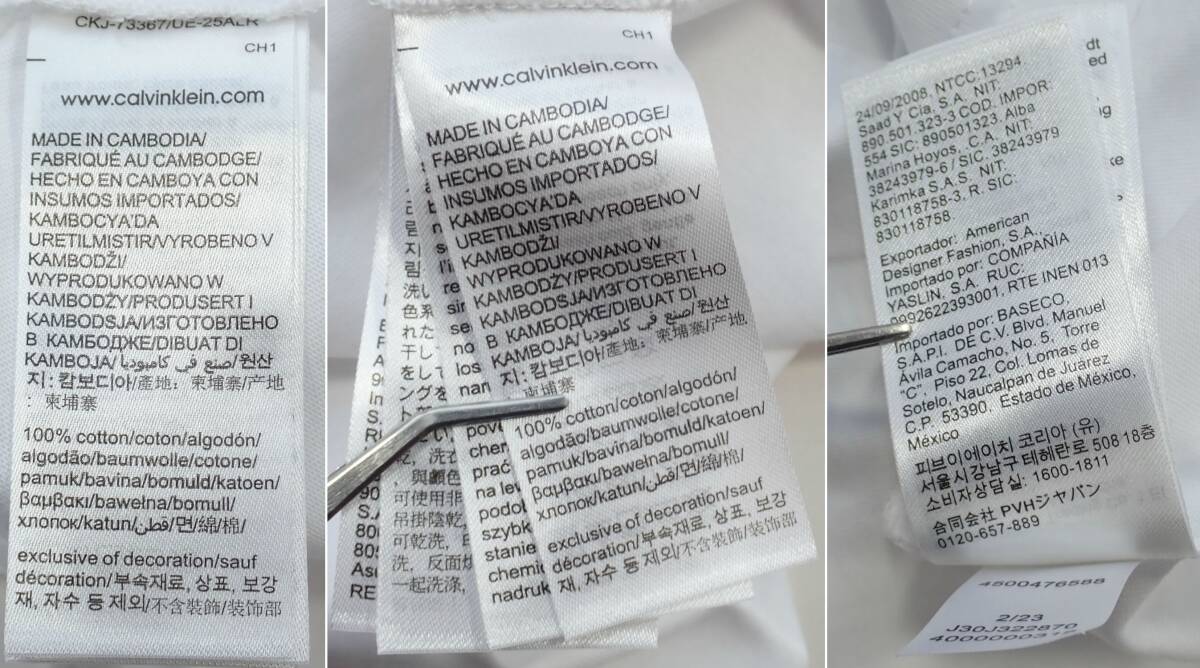 CKJ-73367/UE-25ALR
CH1
www.calvinklein.com
MADE IN CAMBODIA/
FABRIQUÉ AU CAMBODGE/
HECHO EN CAMBOYA CON
INSUMOS IMPORTADOS/
KAMBOCYA'DA
URETILMISTIR/VYROBENO V
KAMBODŽI/
WYPRODUKOWANO W
KAMBODŻY/PRODUSERT I
KAMBODSJA/ИЗГОТОВЛЕНО
В КАМБОДЖЕ/DIBUAT DI
KAMBOJA/صنع في كامبوديا/원산
지: 캄보디아/產地: 柬埔寨/产地
: 柬埔寨
100% cotton/coton/algodón/
algodão/baumwolle/cotone/
pamuk/bavina/bomuld/katoen/
βαμβακι/bawełna/bomull/
хлопок/katun/قطن/면/綿/棉/
exclusive of decoration/sauf
décoration/부속재료, 상표, 보강
재, 자수 등 제외/不含裝飾/装饰部
CH1
www.calvinklein.com
MADE IN CAMBODIA/
FABRIQUÉ AU CAMBODGE/
HECHO EN CAMBOYA CON
INSUMOS IMPORTADOS/
KAMBOCYA'DA
URETILMISTIR/VYROBENO V
KAMBODŽI/
WYPRODUKOWANO W
KAMBODŻY/PRODUSERT I
KAMBODSJA/ИЗГОТОВЛЕНО
В КАМБОДЖЕ/DIBUAT DI
KAMBOJA/صنع في كامبوديا/원산
지: 캄보디아/產地: 柬埔寨/产地
柬埔寨
100% cotton/coton/algodón/
algodão/baumwolle/cotone/
pamuk/bavina/bomuld/katoen/
βαμβακι/bawełna/bomull/
хлопок/katun/قطن/면/綿/棉/
exclusive of decoration/sauf
décoration/부속재료, 상표, 보강
재, 자수 등 제외/不含裝飾/装饰部
24/09/2008, NTCC.13294
Saad Y Cia, S.A. NIT:
890.501.323-3 COD. IMPOR:
554 SIC: 890501323. Alba
Marina Hoyos, C.A. NIT:
38243979-6 / SIC. 38243979
Karimka S.A.S. NIT:
830118758-3, R. SIC:
830118758.
Exportador: American
Designer Fashion, S.A.,
Importado por: COMPAÑÍA
YASLIN, S.A. RUC:
0992622393001, RTE INEN 013
Importado por: BASECO,
S.A.P.I. DE C.V. Blvd. Manuel
Ávila Camacho, No. 5, Torre
"C", Piso 22, Col. Lomas de
Sotelo, Naucalpan de Juárez
C.P. 53390, Estado de México,
México
피브이에이치 코리아 (유)
서울시 강남구 테헤란로 508 18층
소비자상담실: 1600-1811
合同会社 PVHジャパン
0120-657-889
4500476588
2/23
J30J322870